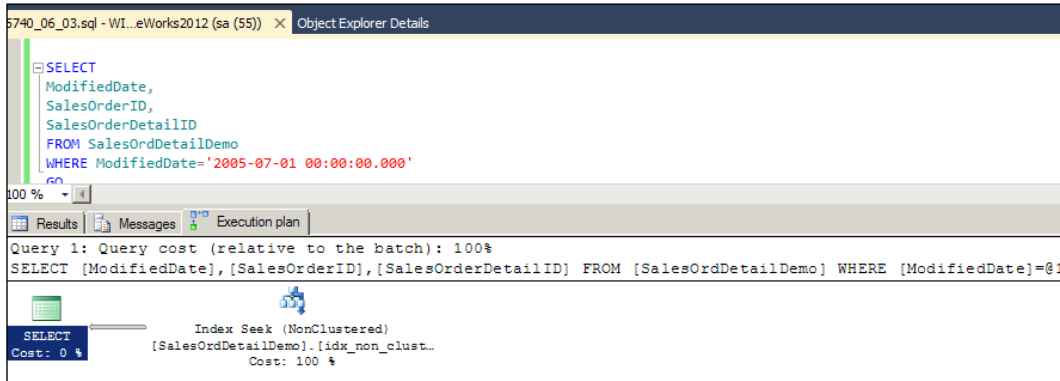 5740_06_03.sql - WI...eWorks2012 (sa (55)) × Object Explorer Details
SELECT
ModifiedDate,
SalesOrderID,
SalesOrderDetailID
FROM SalesOrdDetailDemo
WHERE ModifiedDate='2005-07-01 00:00:00.000'
GO
100 %
Results Messages Execution plan
Query 1: Query cost (relative to the batch): 100%
SELECT [ModifiedDate],[SalesOrderID],[SalesOrderDetailID] FROM [SalesOrdDetailDemo] WHERE [ModifiedDate]=@1
SELECT
Cost: 0 %
Index Seek (NonClustered)
[SalesOrdDetailDemo].[idx_non_clust…
Cost: 100 %